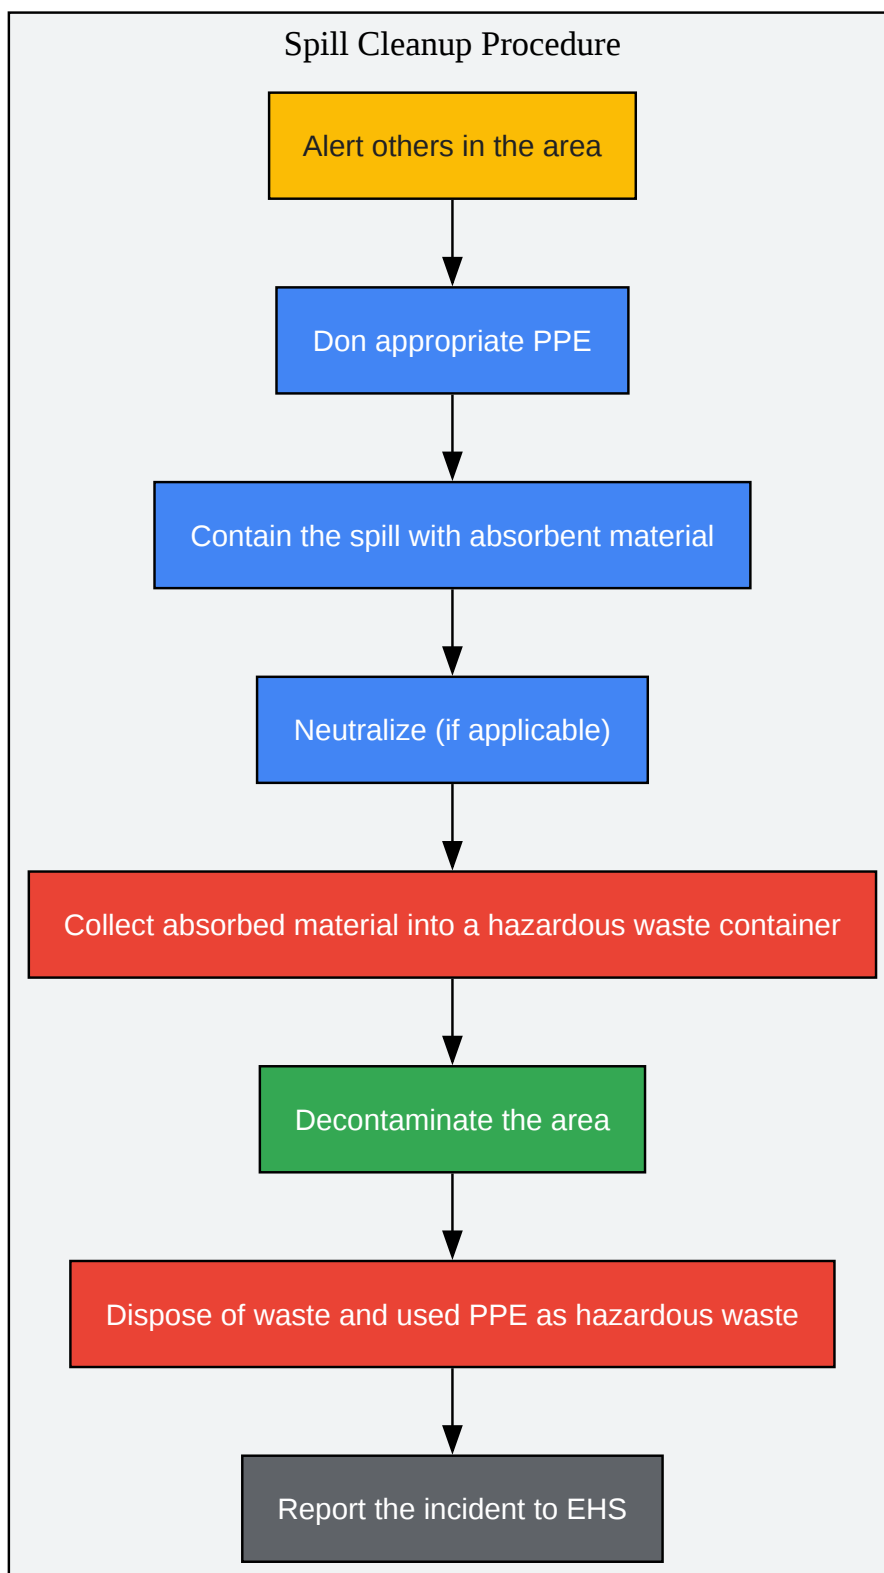 Spill Cleanup Procedure
Alert others in the area
Don appropriate PPE
Contain the spill with absorbent material
Neutralize (if applicable)
Collect absorbed material into a hazardous waste container
Decontaminate the area
Dispose of waste and used PPE as hazardous waste
Report the incident to EHS